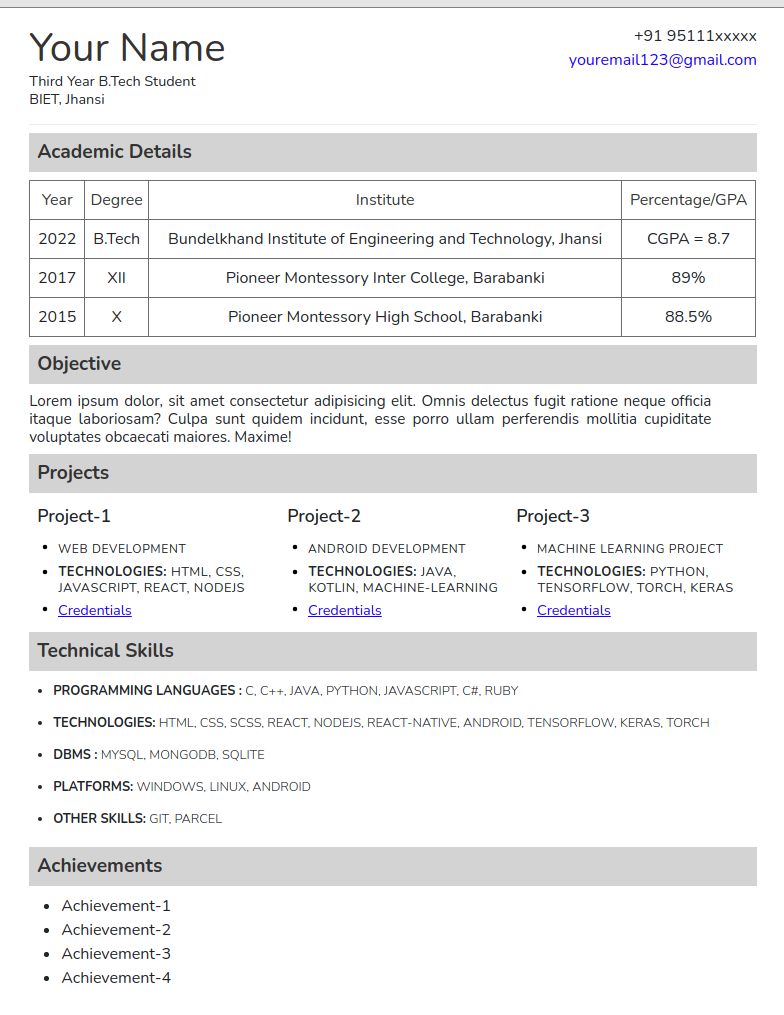 Your Name
+91 95111xxxxx
youremail123@gmail.com
Third Year B.Tech Student
BIET, Jhansi
Academic Details
Year Degree Institute Percentage/GPA
2022 B.Tech Bundelkhand Institute of Engineering and Technology, Jhansi CGPA = 8.7
2017 XII Pioneer Montessory Inter College, Barabanki 89%
2015 X Pioneer Montessory High School, Barabanki 88.5%
Objective
Lorem ipsum dolor, sit amet consectetur adipisicing elit. Omnis delectus fugit ratione neque officia
itaque laboriosam? Culpa sunt quidem incidunt, esse porro ullam perferendis mollitia cupiditate
voluptates obcaecati maiores. Maxime!
Projects
Project-1
• WEB DEVELOPMENT
• TECHNOLOGIES: HTML, CSS,
JAVASCRIPT, REACT, NODEJS
• Credentials
Project-2
• ANDROID DEVELOPMENT
• TECHNOLOGIES: JAVA,
KOTLIN, MACHINE-LEARNING
• Credentials
Project-3
• MACHINE LEARNING PROJECT
• TECHNOLOGIES: PYTHON,
TENSORFLOW, TORCH, KERAS
• Credentials
Technical Skills
• PROGRAMMING LANGUAGES : C, C++, JAVA, PYTHON, JAVASCRIPT, C#, RUBY
• TECHNOLOGIES: HTML, CSS, SCSS, REACT, NODEJS, REACT-NATIVE, ANDROID, TENSORFLOW, KERAS, TORCH
• DBMS : MYSQL, MONGODB, SQLITE
• PLATFORMS: WINDOWS, LINUX, ANDROID
• OTHER SKILLS: GIT, PARCEL
Achievements
• Achievement-1
• Achievement-2
• Achievement-3
• Achievement-4